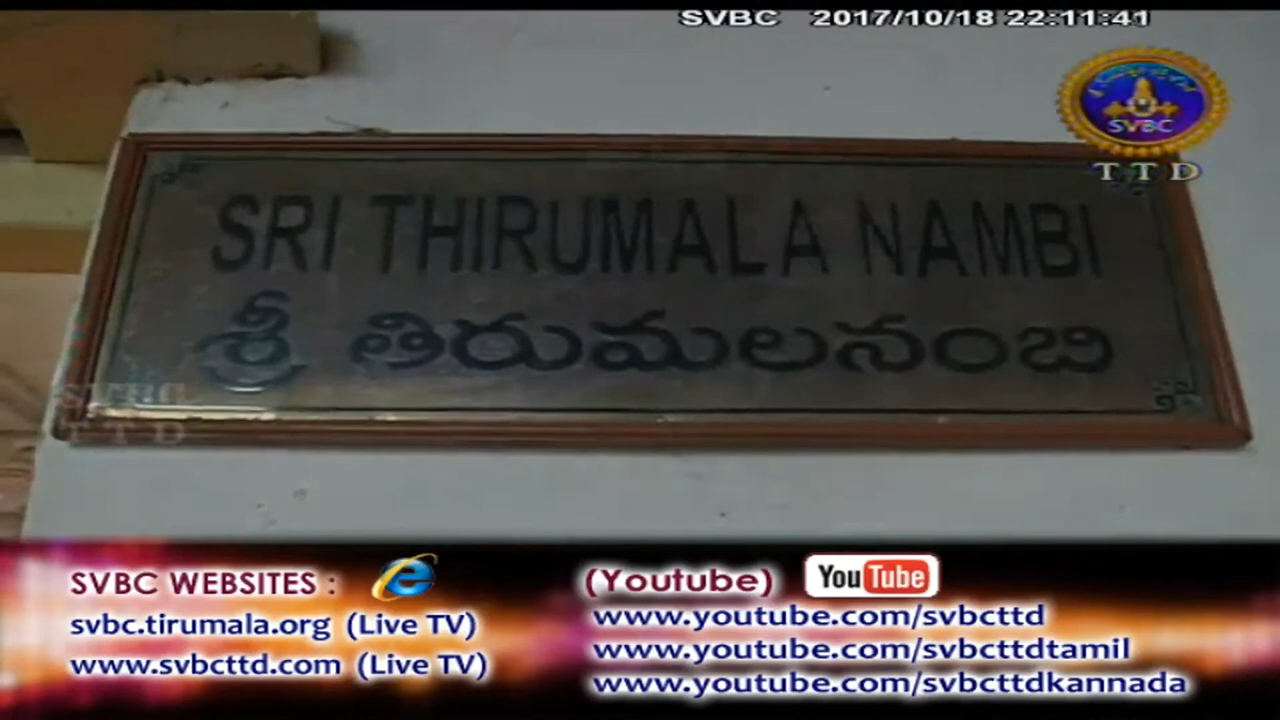 SVBC 2017/10/18 22:11:41
SVBC
TTD
SRI THIRUMALA NAMBI
శ్రీ తిరుమలనంబి
TTD
SVBC WEBSITES :
svbc.tirumala.org (Live TV)
www.svbcttd.com (Live TV)
(Youtube) YouTube
www.youtube.com/svbcttd
www.youtube.com/svbcttdtamil
www.youtube.com/svbcttdkannada